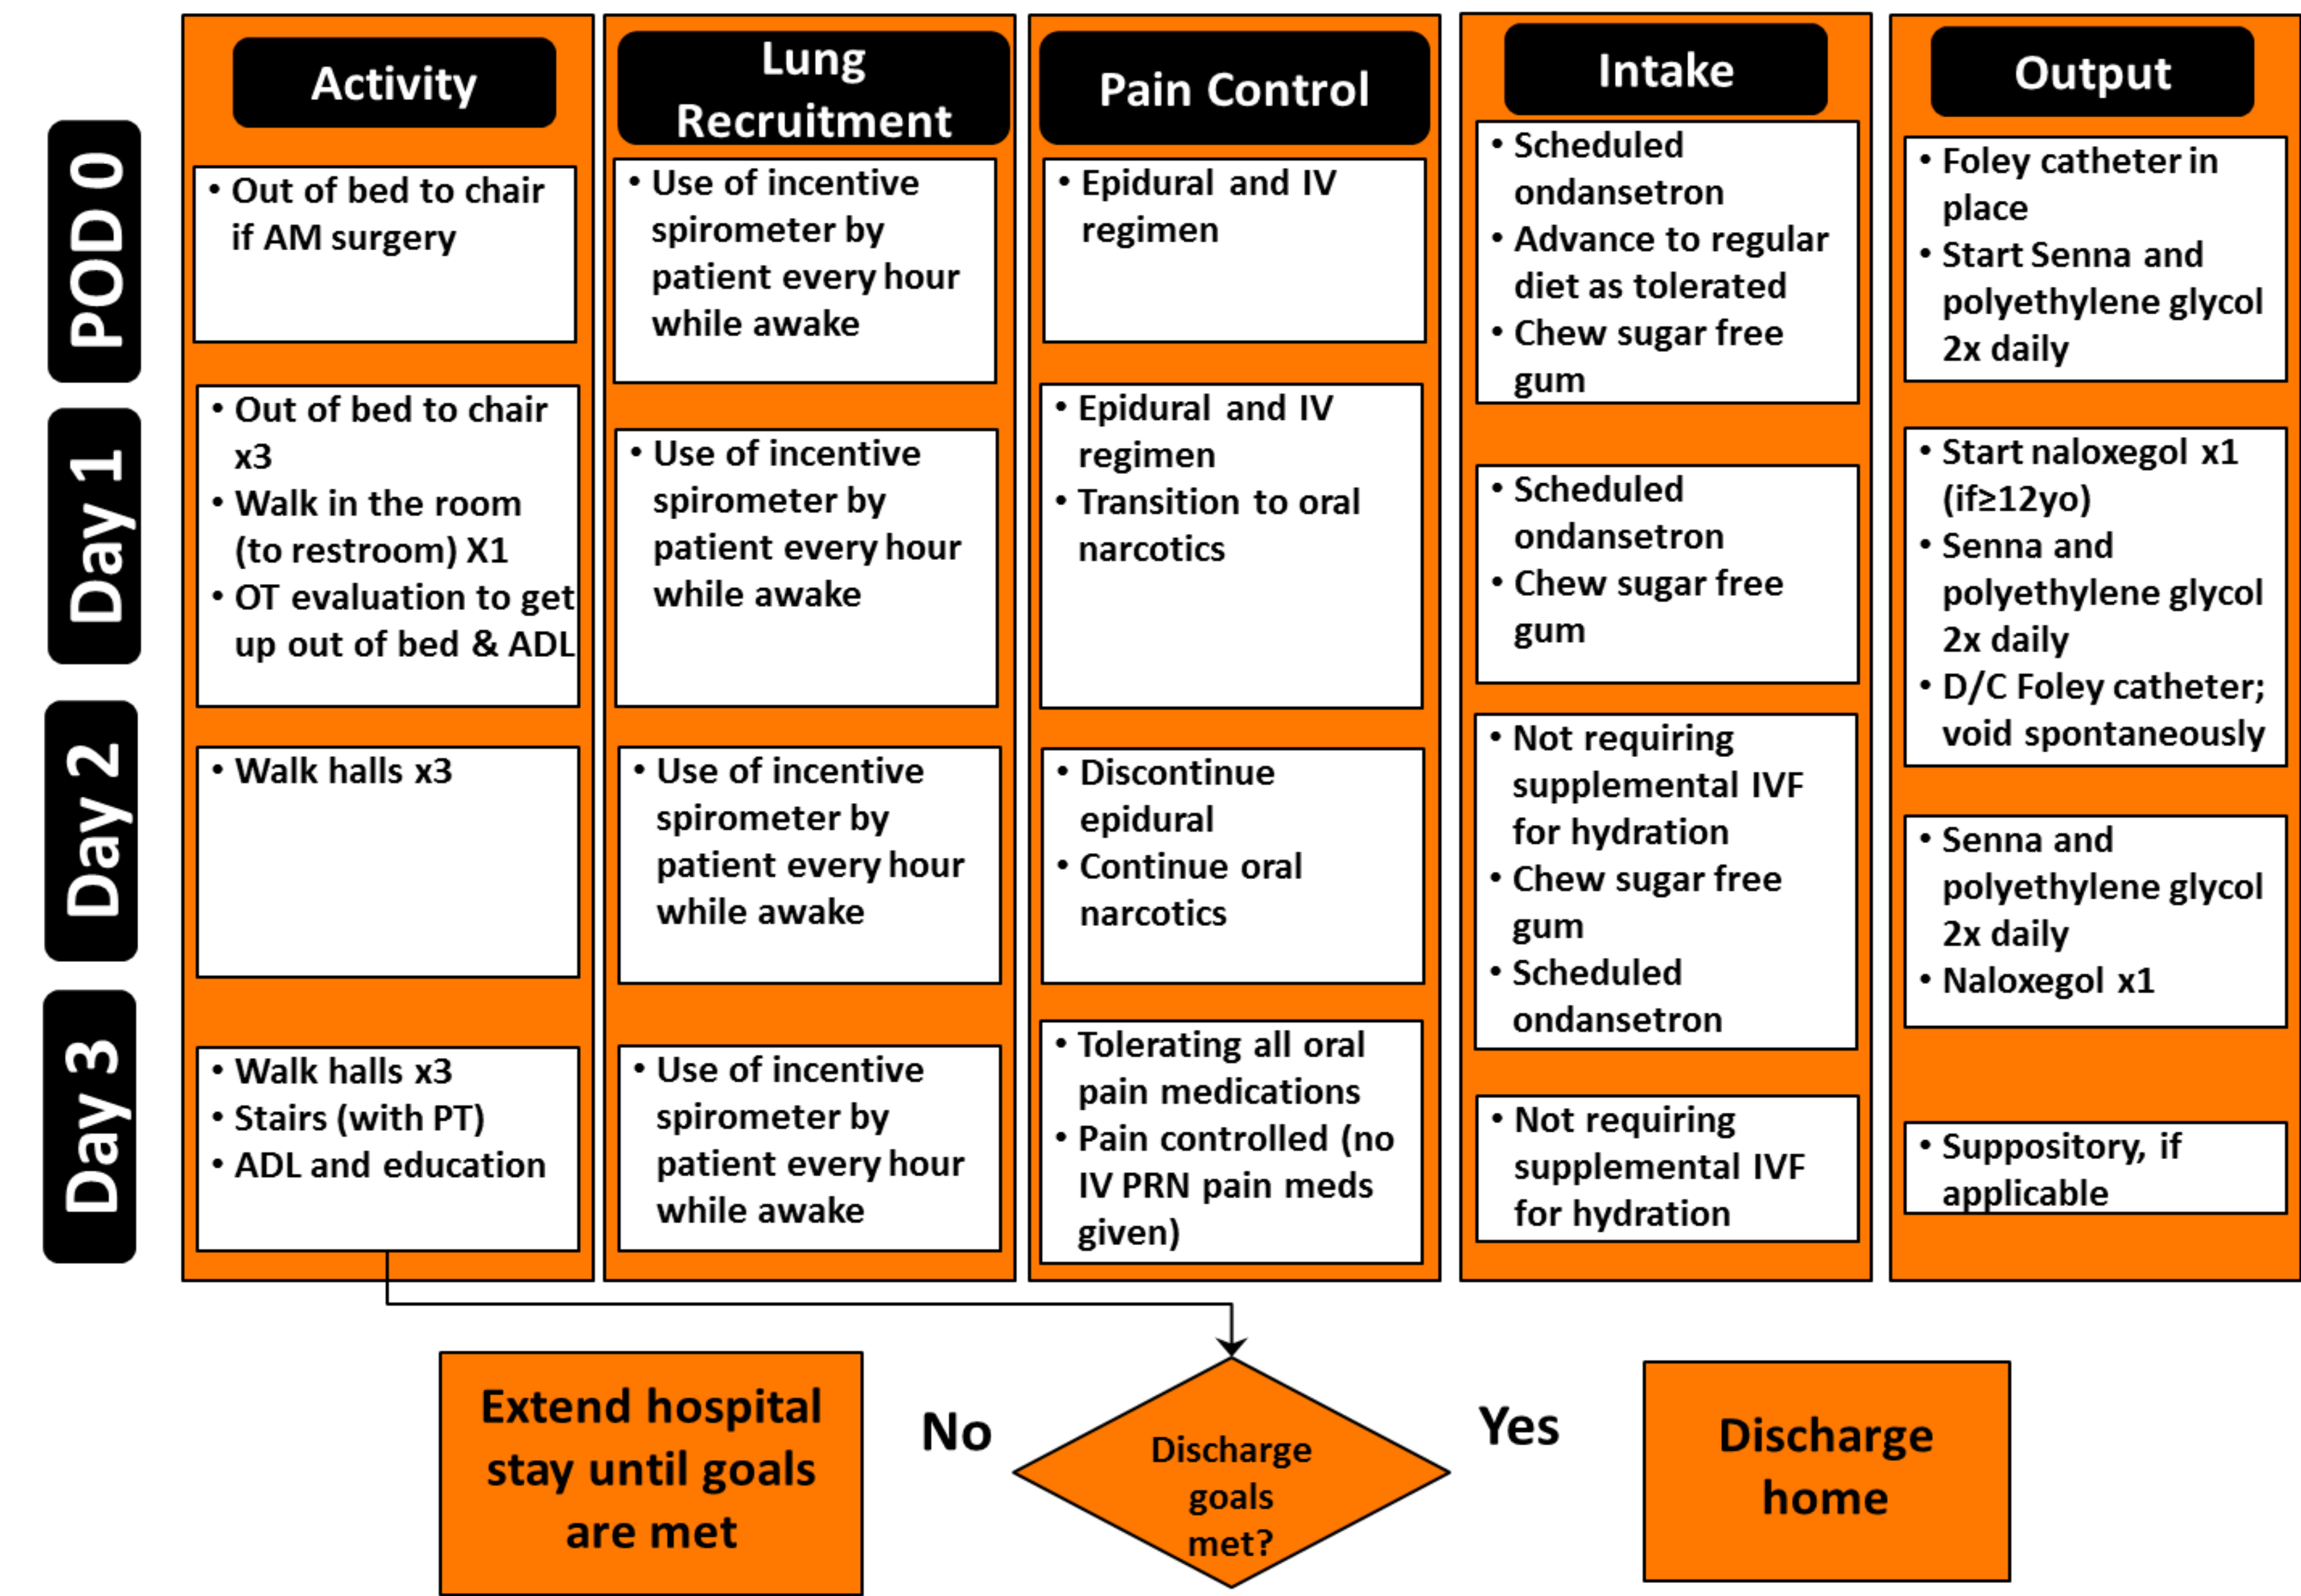 Activity
Lung
Recruitment
Pain Control
Intake
Output
POD 0
• Out of bed to chair
if AM surgery
• Use of incentive
spirometer by
patient every hour
while awake
• Epidural and IV
regimen
• Scheduled
ondansetron
• Advance to regular
diet as tolerated
• Chew sugar free
gum
• Foley catheter in
place
• Start Senna and
polyethylene glycol
2x daily
Day 1
• Out of bed to chair
x3
• Walk in the room
(to restroom) X1
• OT evaluation to get
up out of bed & ADL
• Use of incentive
spirometer by
patient every hour
while awake
• Epidural and IV
regimen
• Transition to oral
narcotics
• Scheduled
ondansetron
• Chew sugar free
gum
• Start naloxegol x1
(if≥12yo)
• Senna and
polyethylene glycol
2x daily
• D/C Foley catheter;
void spontaneously
Day 2
• Walk halls x3
• Use of incentive
spirometer by
patient every hour
while awake
• Discontinue
epidural
• Continue oral
narcotics
• Not requiring
supplemental IVF
for hydration
• Chew sugar free
gum
• Scheduled
ondansetron
• Senna and
polyethylene glycol
2x daily
• Naloxegol x1
Day 3
• Walk halls x3
• Stairs (with PT)
• ADL and education
• Use of incentive
spirometer by
patient every hour
while awake
• Tolerating all oral
pain medications
• Pain controlled (no
IV PRN pain meds
given)
• Not requiring
supplemental IVF
for hydration
• Suppository, if
applicable
Extend hospital
stay until goals
are met
No
Discharge
goals
met?
Yes
Discharge
home